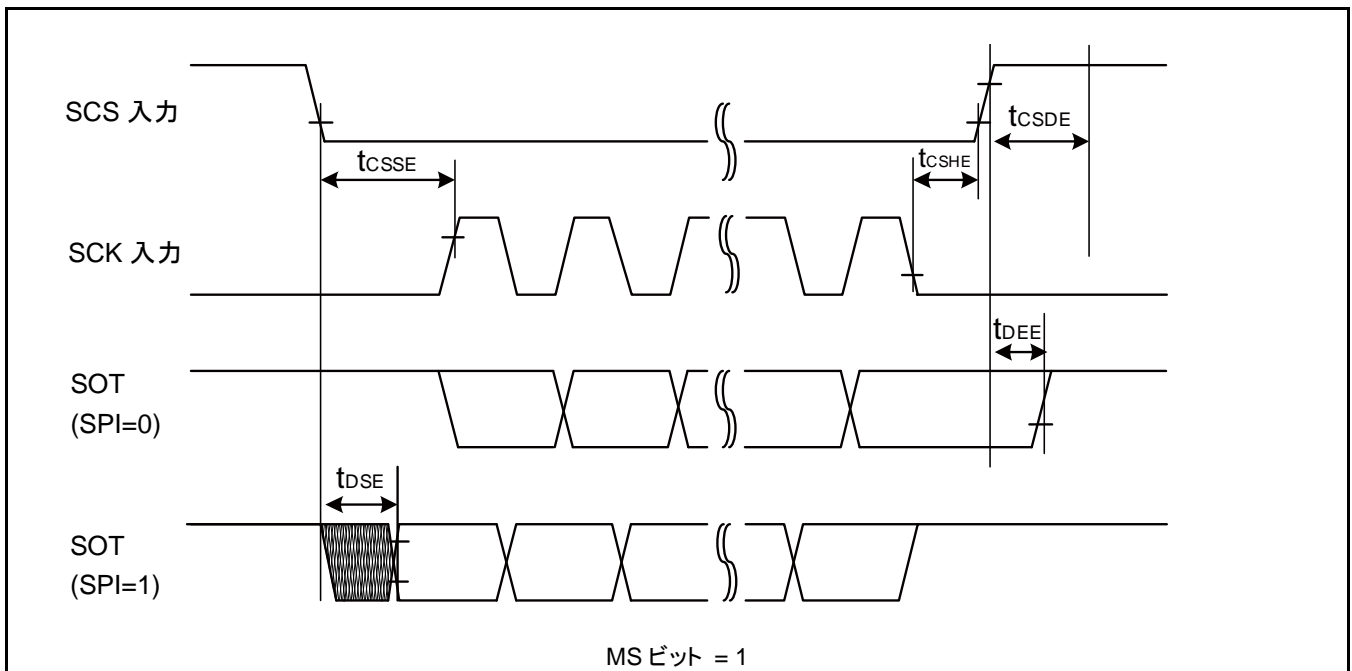 SCS 入力
tCSSE
tCSHE
tCSDE
SCK 入力
tDEE
SOT
(SPI=0)
tDSE
SOT
(SPI=1)
MS ビット = 1